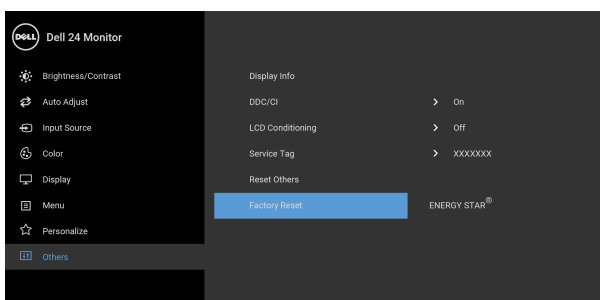 DELL Dell 24 Monitor
Brightness/Contrast
Auto Adjust
Input Source
Color
Display
Menu
Personalize
Others
Display Info
DDC/CI > On
LCD Conditioning > Off
Service Tag > XXXXXXX
Reset Others
Factory Reset ENERGY STAR®